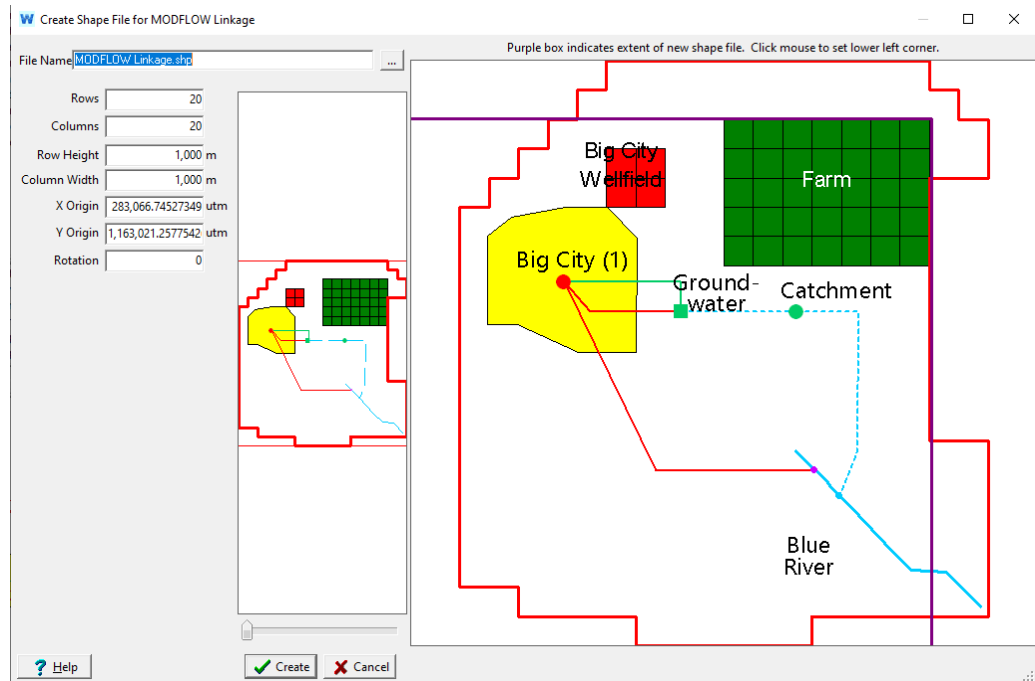 W Create Shape File for MODFLOW Linkage
Purple box indicates extent of new shape file. Click mouse to set lower left corner.
File Name MODFLOW Linkage.shp ...
Rows 20
Columns 20
Row Height 1,000 m
Column Width 1,000 m
X Origin 283,066.74527349 utm
Y Origin 1,163,021.2577542 utm
Rotation 0
Big City
Wellfield
Farm
Big City (1)
Ground-
water
Catchment
Blue
River
? Help
Create
Cancel